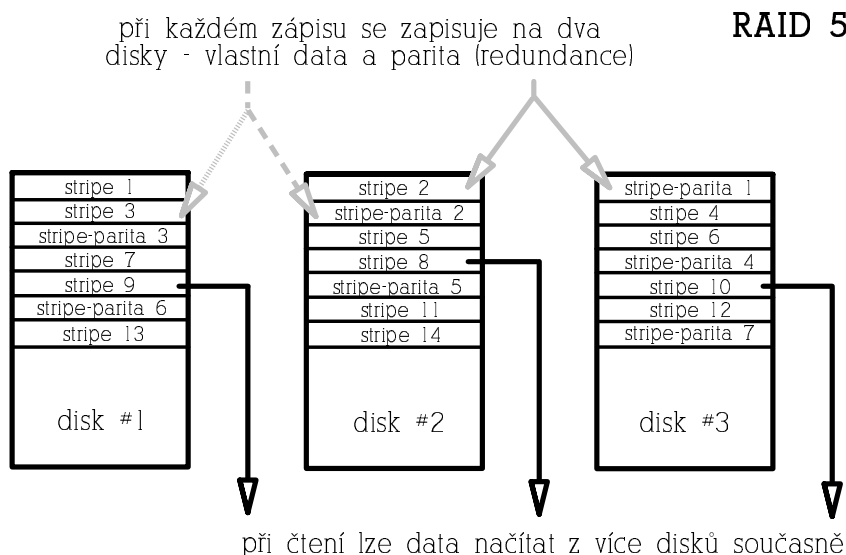 při každém zápisu se zapisuje na dva
disky - vlastní data a parita (redundance)
RAID 5
stripe 1
stripe 3
stripe-parita 3
stripe 7
stripe 9
stripe-parita 6
stripe 13
disk #1
stripe 2
stripe-parita 2
stripe 5
stripe 8
stripe-parita 5
stripe 11
stripe 14
disk #2
stripe-parita 1
stripe 4
stripe 6
stripe-parita 4
stripe 10
stripe 12
stripe-parita 7
disk #3
při čtení lze data načítat z více disků současně